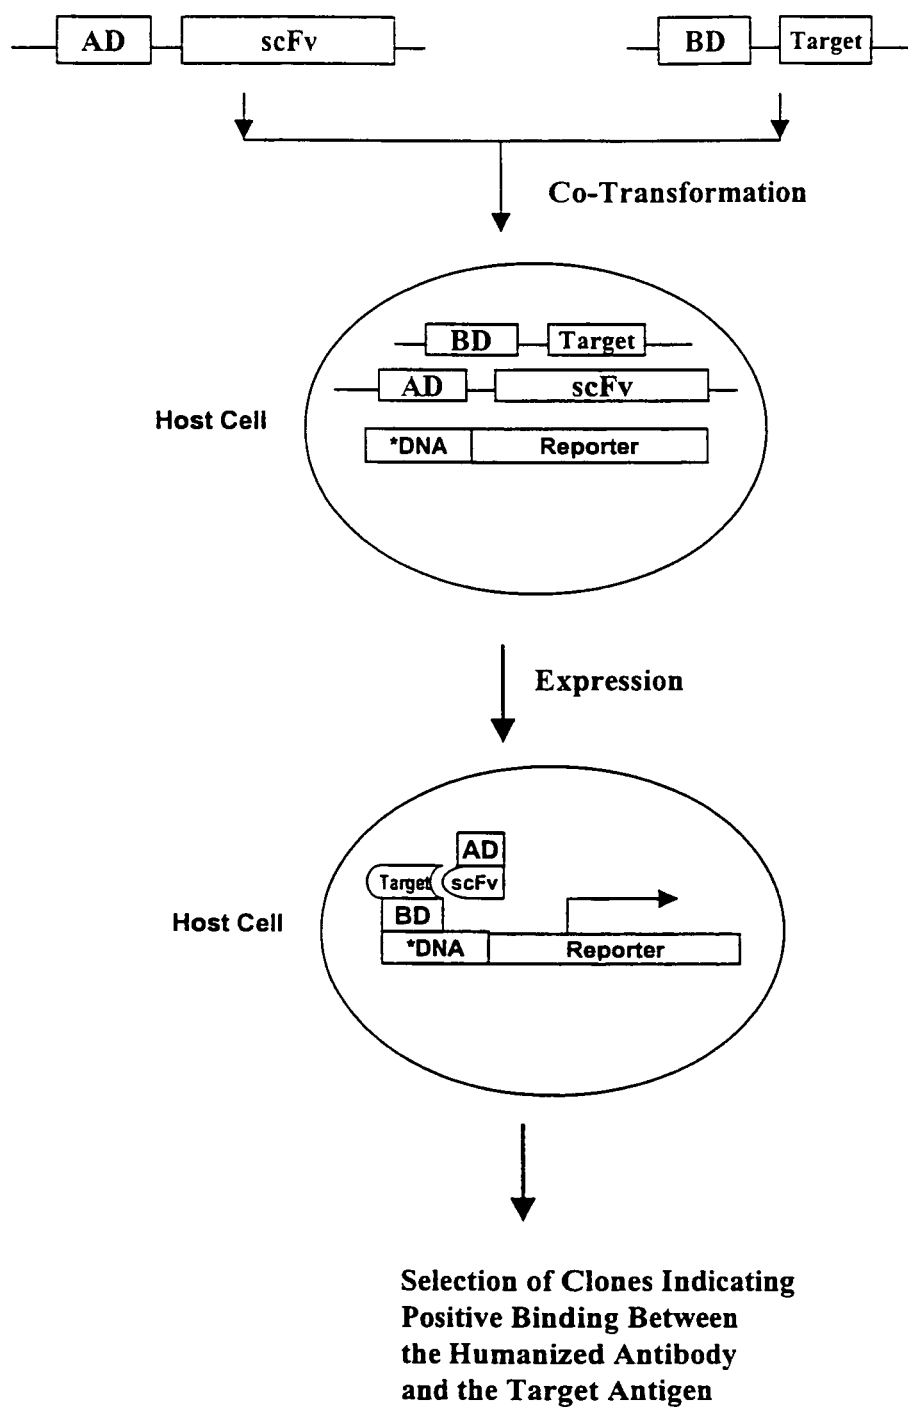 AD scFv BD Target
Co-Transformation
BD Target
AD scFv
Host Cell
*DNA Reporter
Expression
AD
Target scFv
BD
Host Cell
*DNA Reporter
Selection of Clones Indicating
Positive Binding Between
the Humanized Antibody
and the Target Antigen